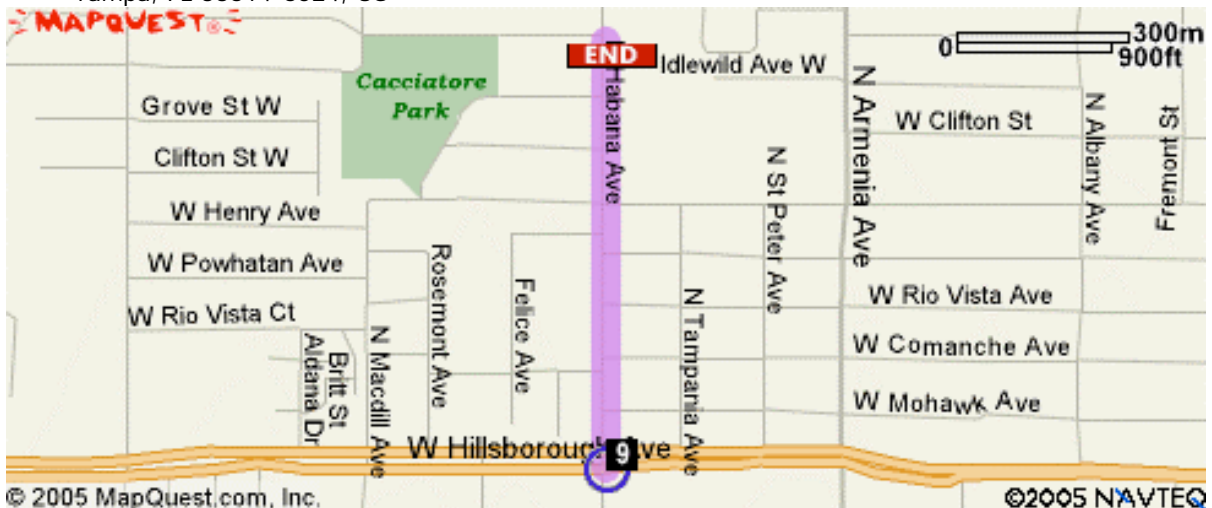 MAPQUEST®
END
300m
0
900ft
Cacciatore
Park
Idlewild Ave W
Grove St W
Clifton St W
W Henry Ave
W Powhatan Ave
W Rio Vista Ct
Britt St
Aldana Dr
N Macdill Ave
Rosemont Ave
Felice Ave
Habana Ave
N Tampania Ave
N St Peter Ave
N Armenia Ave
W Clifton St
N Albany Ave
Fremont St
W Rio Vista Ave
W Comanche Ave
W Mohawk Ave
W Hillsborough Ave
9
© 2005 MapQuest.com, Inc.
©2005 NAVTEQ